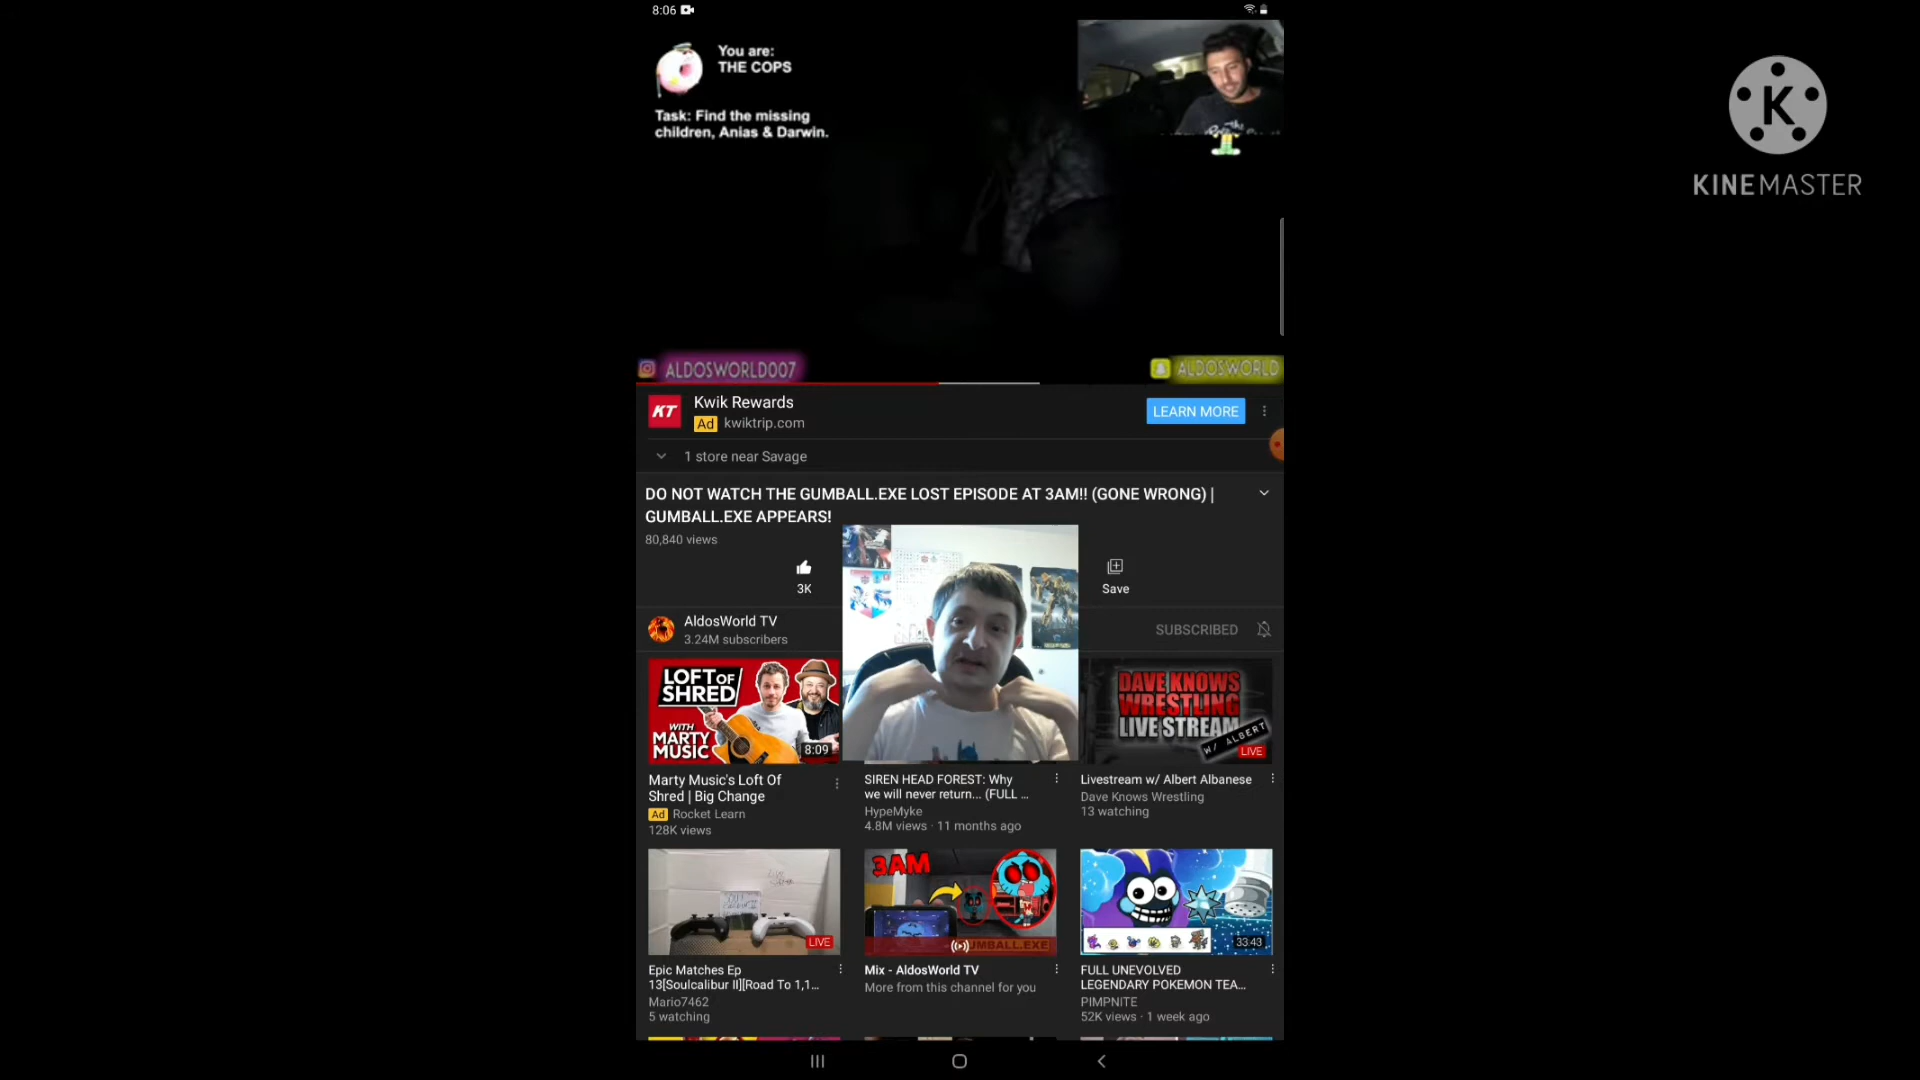 8:06
You are:
THE COPS
Task: Find the missing
children, Anias & Darwin.
KINEMASTER
ALDOSWORLD007
ALDOSWORLD
KT
Kwik Rewards
Ad kwiktrip.com
LEARN MORE
1 store near Savage
DO NOT WATCH THE GUMBALL.EXE LOST EPISODE AT 3AM!! (GONE WRONG) |
GUMBALL.EXE APPEARS!
80,840 views
3K
Save
AldosWorld TV
3.24M subscribers
SUBSCRIBED
LOFT OF
SHRED
WITH
MARTY
MUSIC
8:09
DAVE KNOWS
WRESTLING
LIVE STREAM
W/ ALBERT
LIVE
Marty Music's Loft Of
Shred | Big Change
Ad Rocket Learn
128K views
SIREN HEAD FOREST: Why
we will never return... (FULL ...
HypeMyke
4.8M views · 11 months ago
Livestream w/ Albert Albanese
Dave Knows Wrestling
13 watching
LIVE
3AM
GUMBALL.EXE
33:43
Epic Matches Ep
13[Soulcalibur II][Road To 1,1...
Mario7462
5 watching
Mix - AldosWorld TV
More from this channel for you
FULL UNEVOLVED
LEGENDARY POKEMON TEA...
PIMPNITE
52K views · 1 week ago